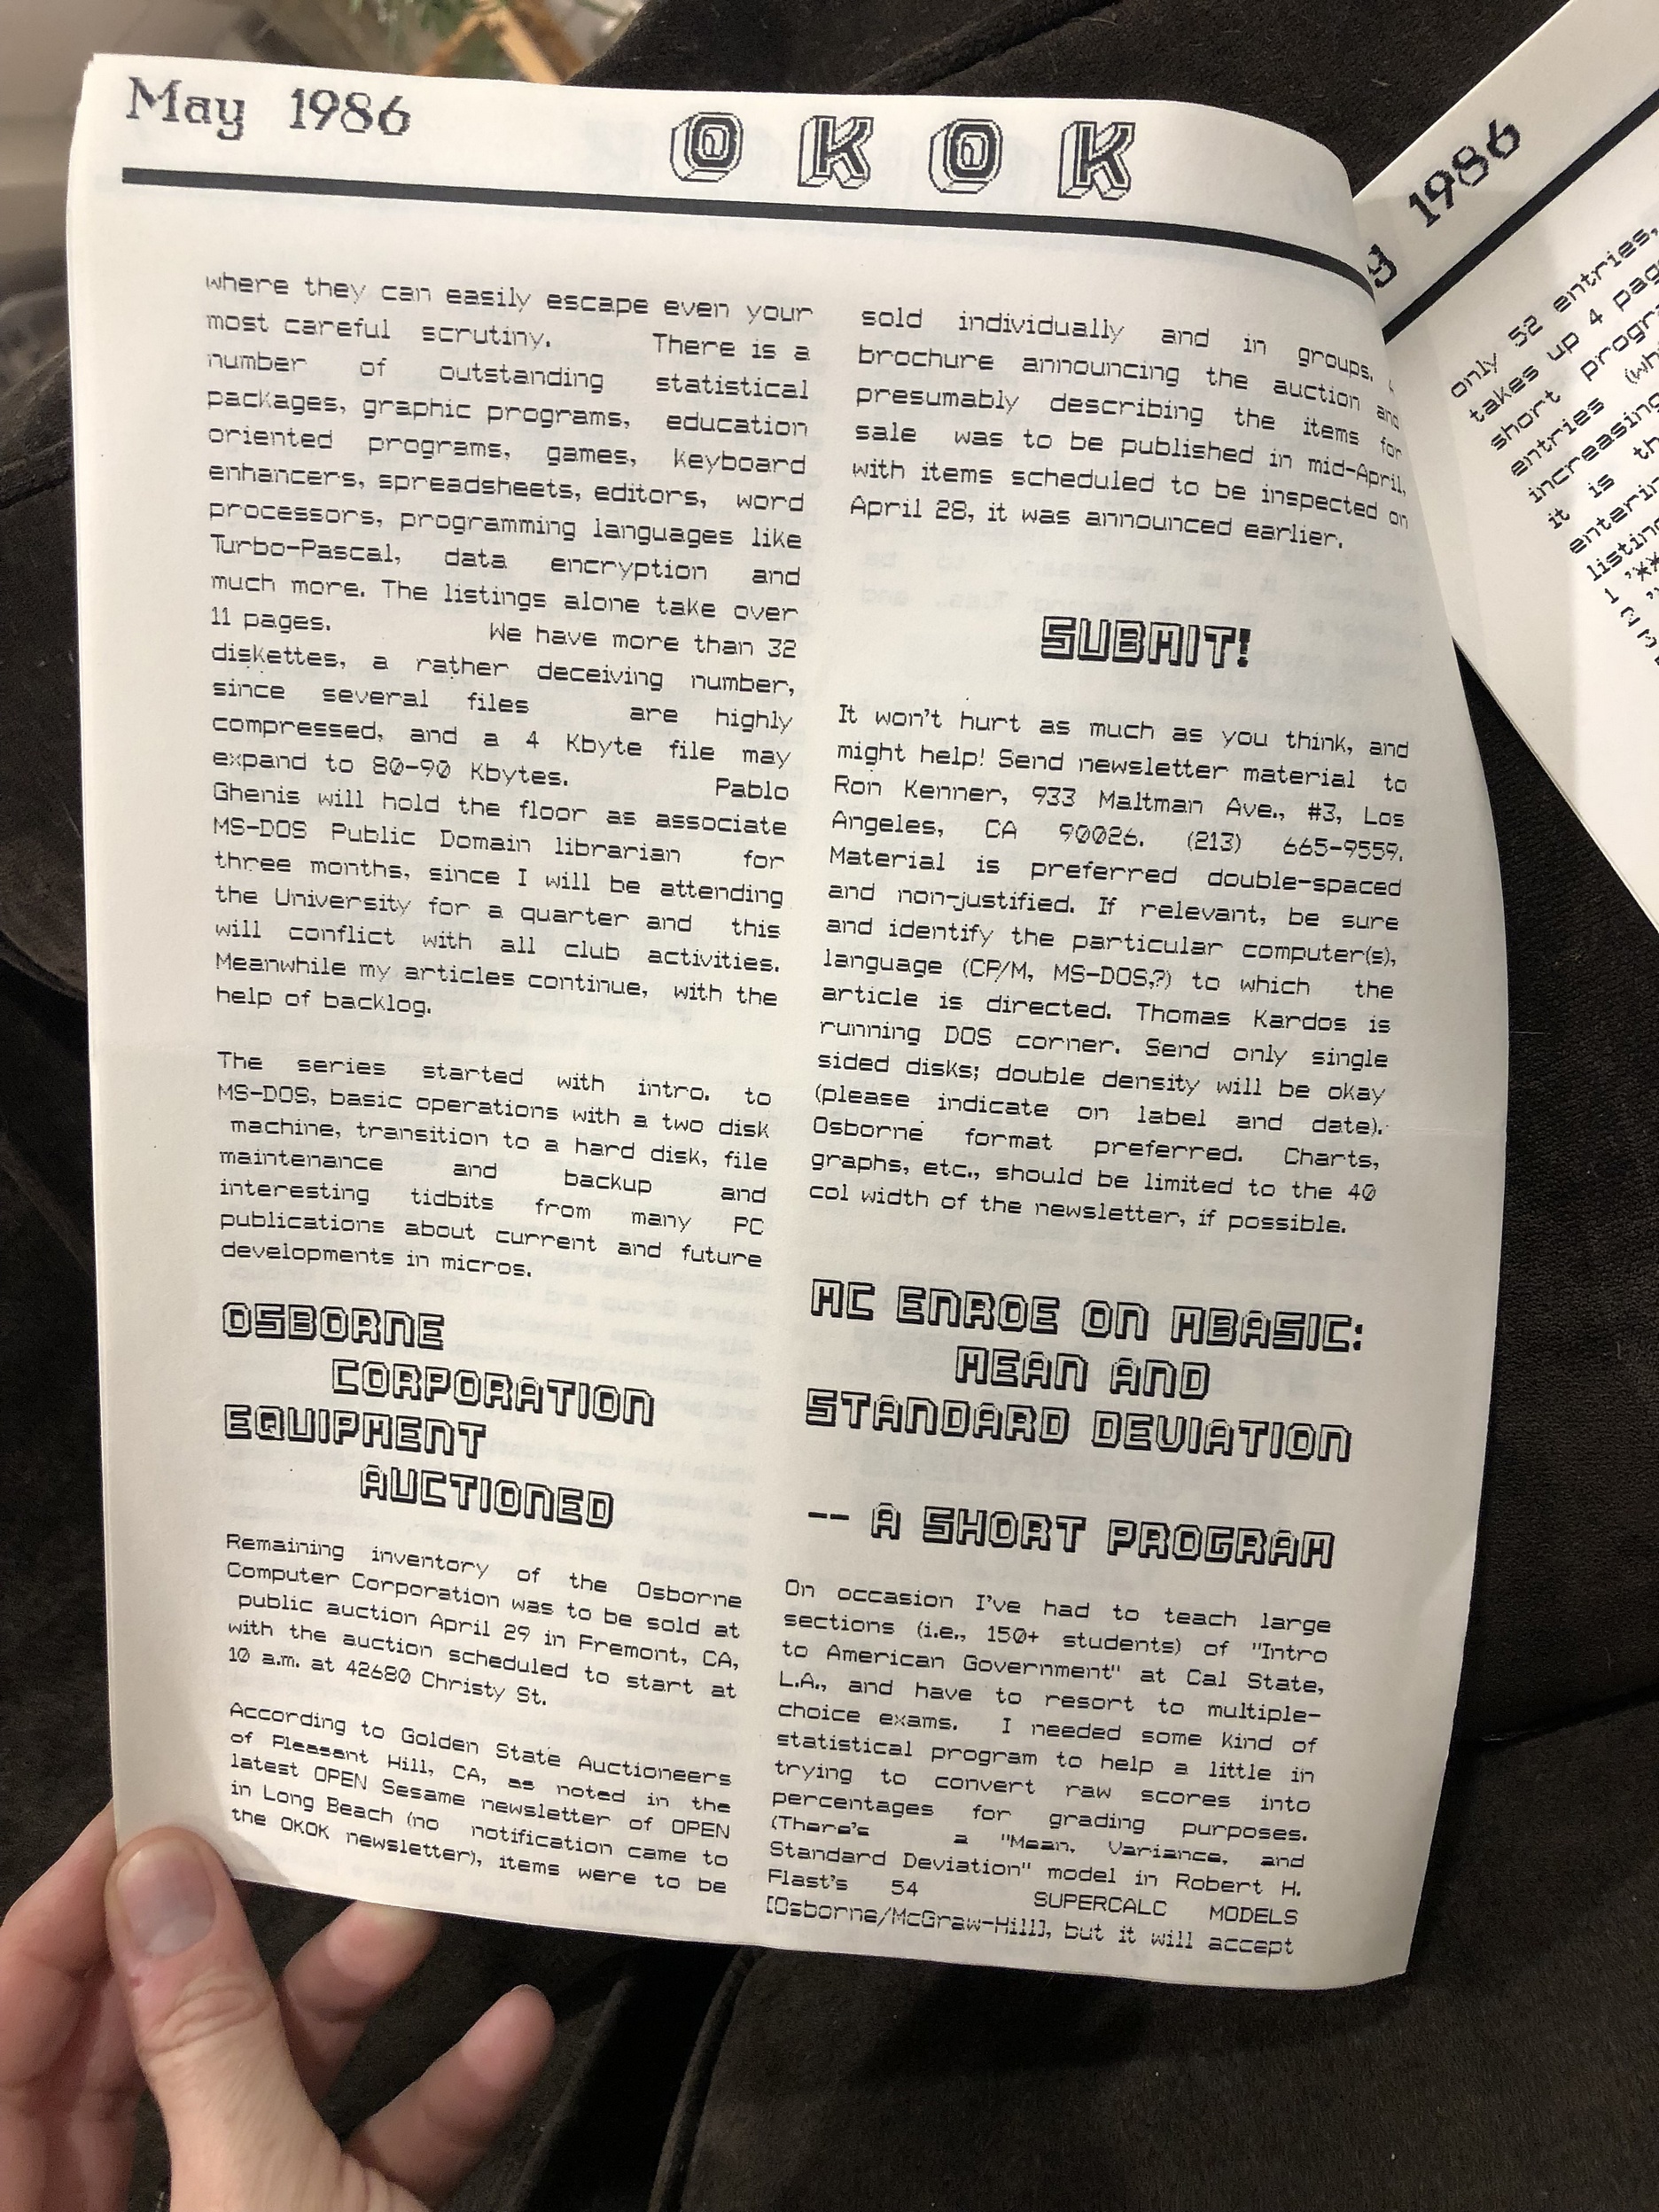 May 1986
OKOK
where they can easily escape even your
most careful scrutiny. There is a
number of outstanding statistical
packages, graphic programs, education
oriented programs, games, keyboard
enhancers, spreadsheets, editors, word
processors, programming languages like
Turbo-Pascal, data encryption and
much more. The listings alone take over
11 pages. We have more than 32
diskettes, a rather deceiving number,
since several files are highly
compressed, and a 4 Kbyte file may
expand to 80-90 Kbytes. Pablo
Ghenis will hold the floor as associate
MS-DOS Public Domain librarian for
three months, since I will be attending
the University for a quarter and this
will conflict with all club activities.
Meanwhile my articles continue, with the
help of backlog.
The series started with intro. to
MS-DOS, basic operations with a two disk
machine, transition to a hard disk, file
maintenance and backup and
interesting tidbits from many PC
publications about current and future
developments in micros.
OSBORNE
CORPORATION
EQUIPMENT
AUCTIONED
Remaining inventory of the Osborne
Computer Corporation was to be sold at
public auction April 29 in Fremont, CA,
with the auction scheduled to start at
10 a.m. at 42680 Christy St.
According to Golden State Auctioneers
of Pleasant Hill, CA, as noted in the
latest OPEN Sesame newsletter of OPEN
in Long Beach (no notification came to
the OKOK newsletter), items were to be
sold individually and in groups.
brochure announcing the auction and
presumably describing the items for
sale was to be published in mid-April,
with items scheduled to be inspected on
April 28, it was announced earlier.
SUBMIT!
It won't hurt as much as you think, and
might help! Send newsletter material to
Ron Kenner, 933 Maltman Ave., #3, Los
Angeles, CA 90026. (213) 665-9559.
Material is preferred double-spaced
and non-justified. If relevant, be sure
and identify the particular computer(s),
language (CP/M, MS-DOS,?) to which the
article is directed. Thomas Kardos is
running DOS corner. Send only single
sided disks; double density will be okay
(please indicate on label and date).
Osborne format preferred. Charts,
graphs, etc., should be limited to the 40
col width of the newsletter, if possible.
MC ENROE ON MBASIC:
MEAN AND
STANDARD DEVIATION
-- A SHORT PROGRAM
On occasion I've had to teach large
sections (i.e., 150+ students) of "Intro
to American Government" at Cal State,
L.A., and have to resort to multiple-
choice exams. I needed some kind of
statistical program to help a little in
trying to convert raw scores into
percentages for grading purposes.
(There's a "Mean, Variance, and
Standard Deviation" model in Robert H.
Flast's 54 SUPERCALC MODELS
[Osborne/McGraw-Hill], but it will accept
1986
only 52 entries,
takes up 4
short
entries
increasing
it is
listing